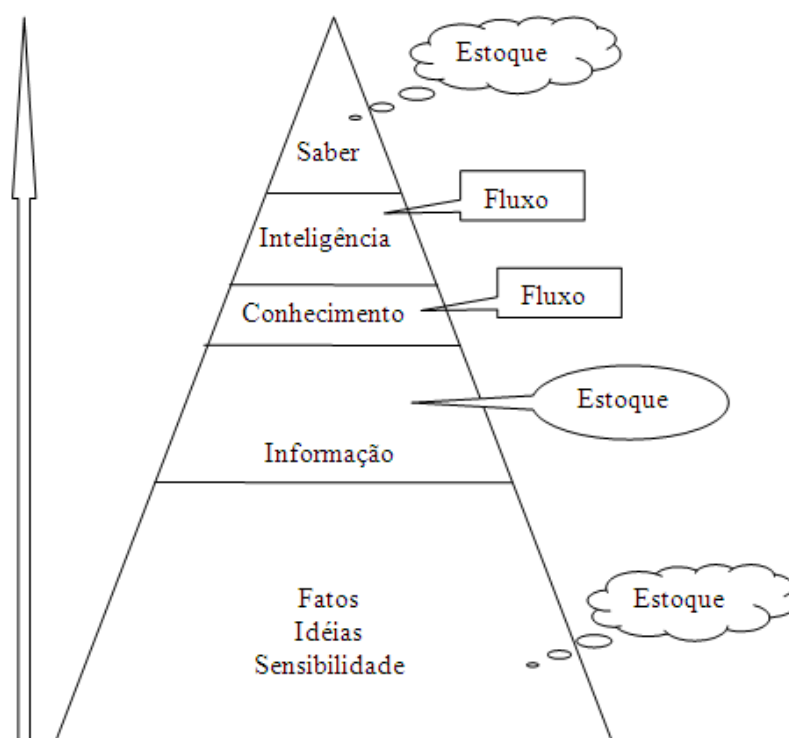 Estoque
Saber
Fluxo
Inteligência
Fluxo
Conhecimento
Estoque
Informação
Fatos
Idéias
Sensibilidade
Estoque